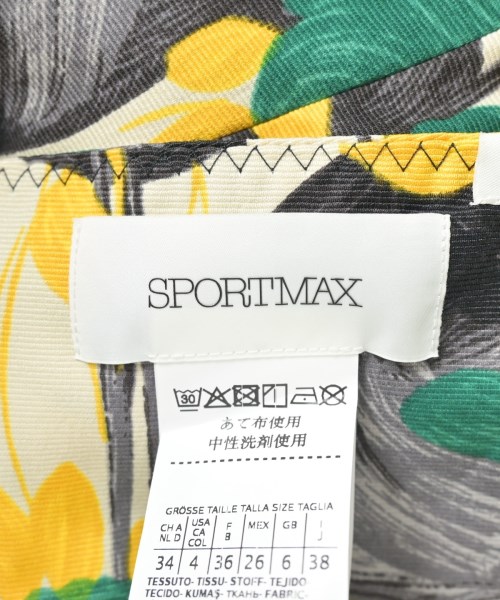 SPORTMAX
30
あて布使用
中性洗剤使用
GRÖSSE TAILLE TALLA SIZE TAGLIA
CH A NL D USA CA COL F B MEX GB I J
34 4 36 26 6 38
TESSUTO-TISSU-STOFF-TEJIDO-
TECIDO-KUMAŞ-ТКАНЬ-FABRIC-